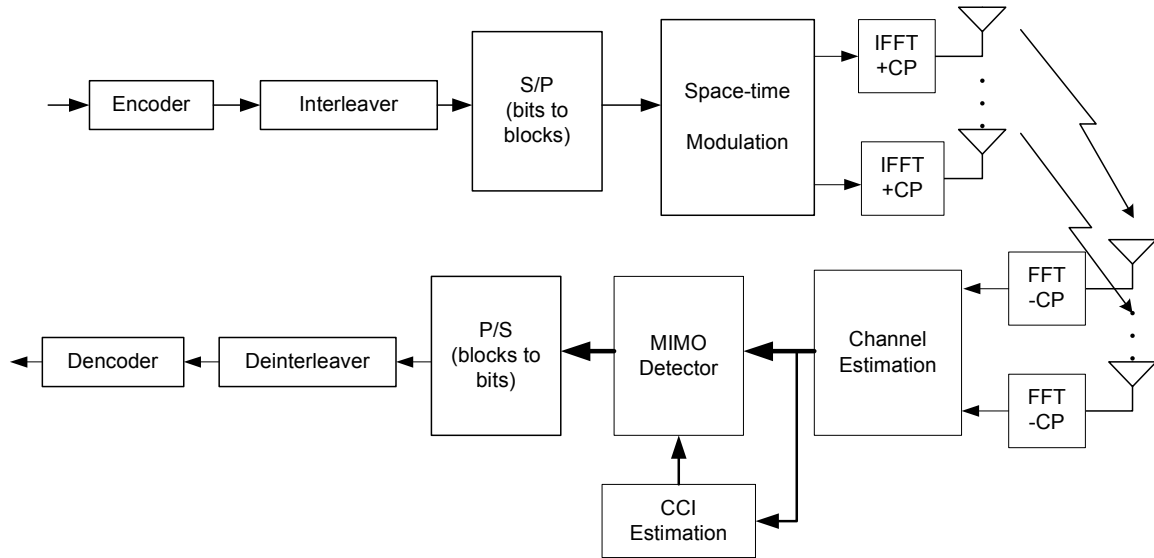 Encoder
Interleaver
S/P
(bits to
blocks)
Space-time
Modulation
IFFT
+CP
IFFT
+CP
Dencoder
Deinterleaver
P/S
(blocks to
bits)
MIMO
Detector
CCI
Estimation
Channel
Estimation
FFT
-CP
FFT
-CP